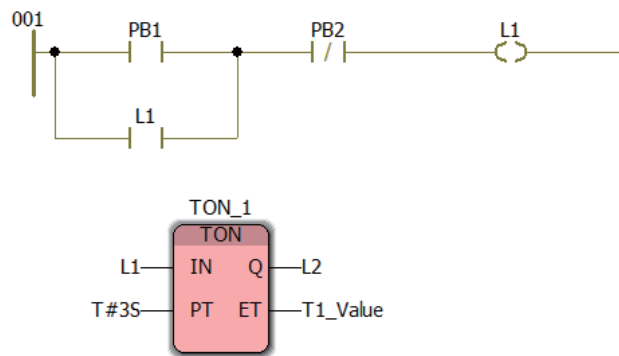 001
PB1 PB2 L1
L1
TON_1
TON
L1 IN Q L2
T#3S PT ET T1_Value